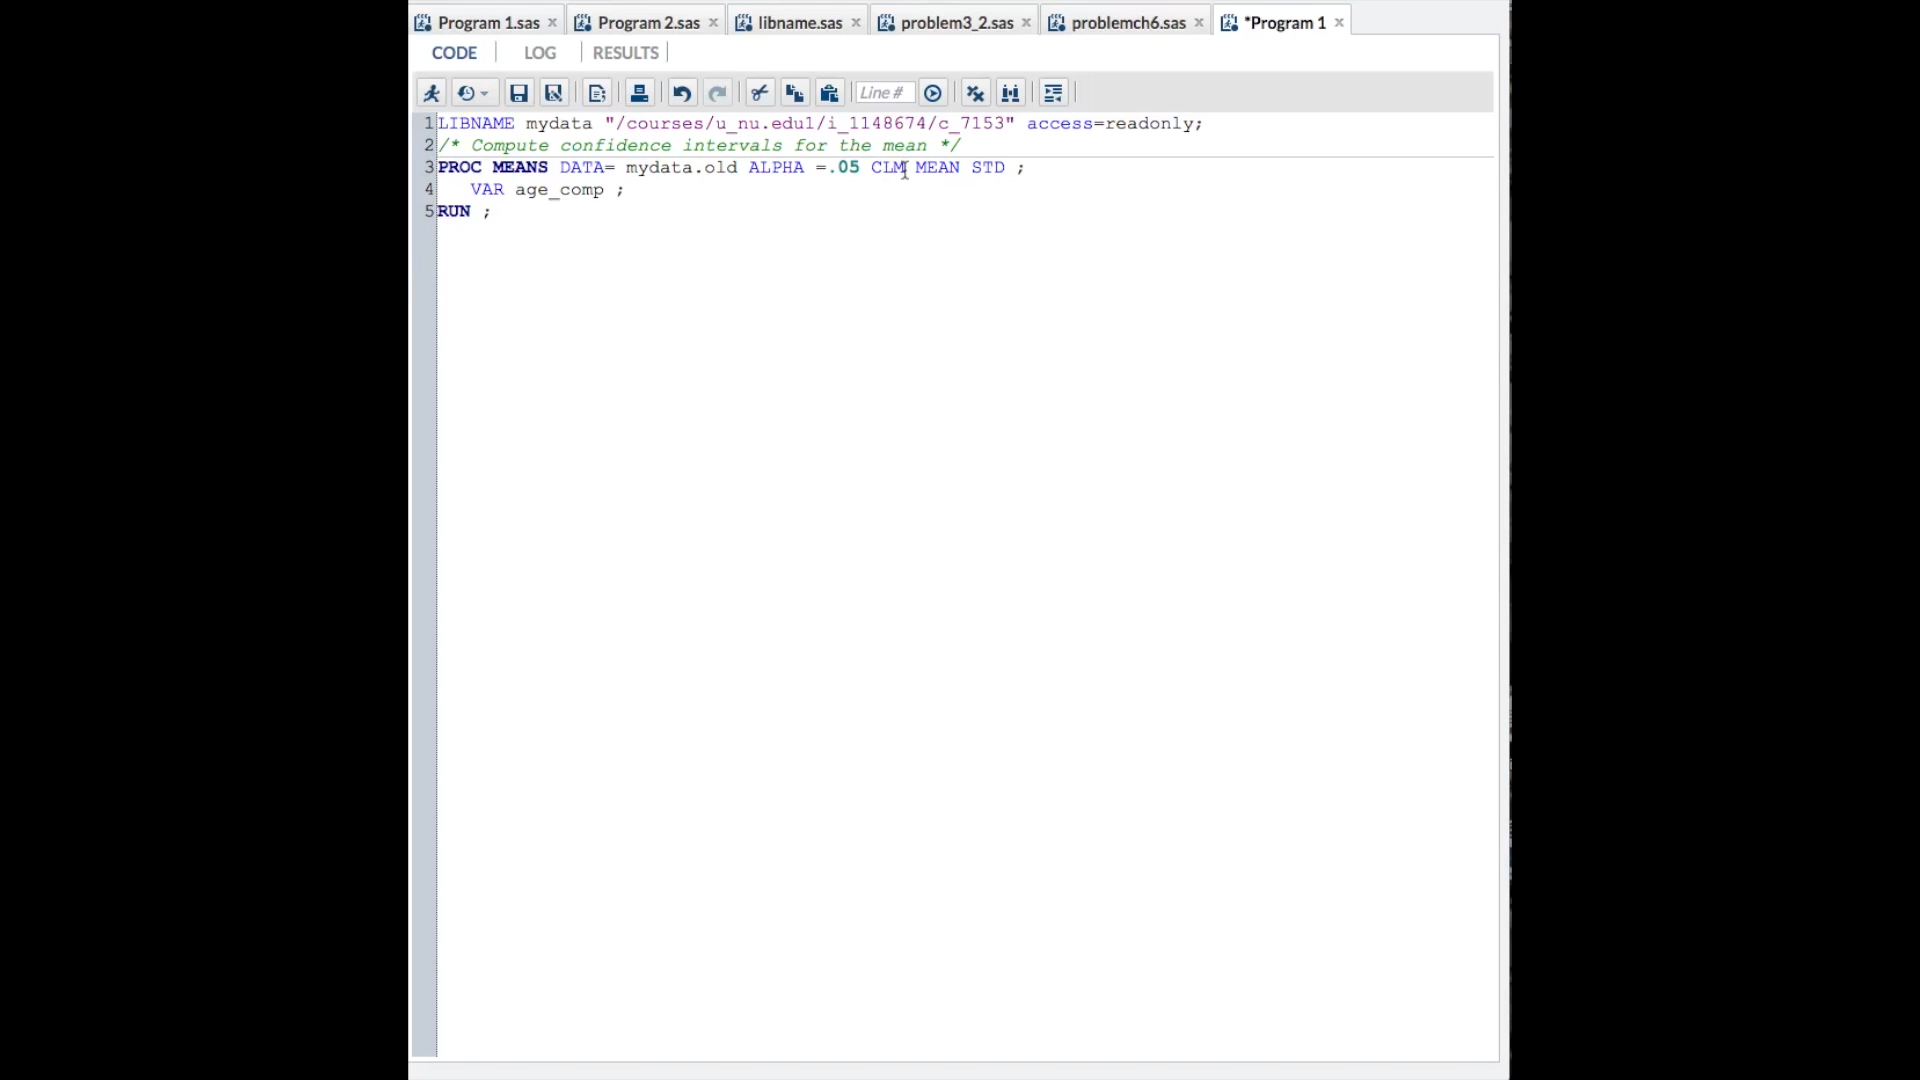 Program 1.sas × Program 2.sas × libname.sas × problem3_2.sas × problemch6.sas × *Program 1 ×
CODE LOG RESULTS
Line #
1 LIBNAME mydata "/courses/u_nu.edu1/i_1148674/c_7153" access=readonly;
2 /* Compute confidence intervals for the mean */
3 PROC MEANS DATA= mydata.old ALPHA =.05 CLM MEAN STD ;
4 VAR age_comp ;
5 RUN ;